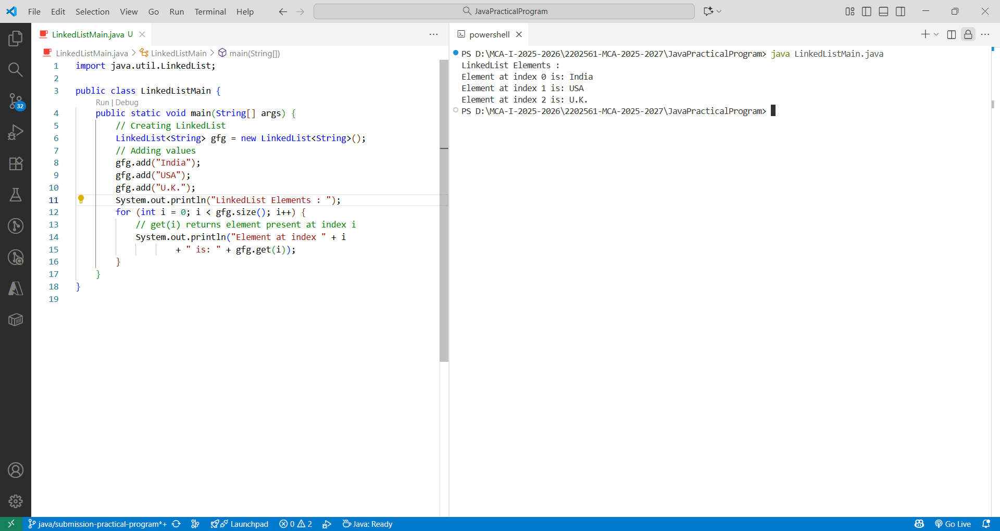 File Edit Selection View Go Run Terminal Help
JavaPracticalProgram
LinkedListMain.java U
LinkedListMain.java > LinkedListMain > main(String[])
1 import java.util.LinkedList;
2
3 public class LinkedListMain {
Run | Debug
4 public static void main(String[] args) {
5 // Creating LinkedList
6 LinkedList<String> gfg = new LinkedList<String>();
7 // Adding values
8 gfg.add("India");
9 gfg.add("USA");
10 gfg.add("U.K.");
11 System.out.println("LinkedList Elements : ");
12 for (int i = 0; i < gfg.size(); i++) {
13 // get(i) returns element present at index i
14 System.out.println("Element at index " + i
15 + " is: " + gfg.get(i));
16 }
17 }
18 }
19
32
powershell
PS D:\MCA-I-2025-2026\2202561-MCA-2025-2027\JavaPracticalProgram> java LinkedListMain.java
LinkedList Elements :
Element at index 0 is: India
Element at index 1 is: USA
Element at index 2 is: U.K.
PS D:\MCA-I-2025-2026\2202561-MCA-2025-2027\JavaPracticalProgram>
java/submission-practical-program*+ Launchpad 0 2 Java: Ready Go Live